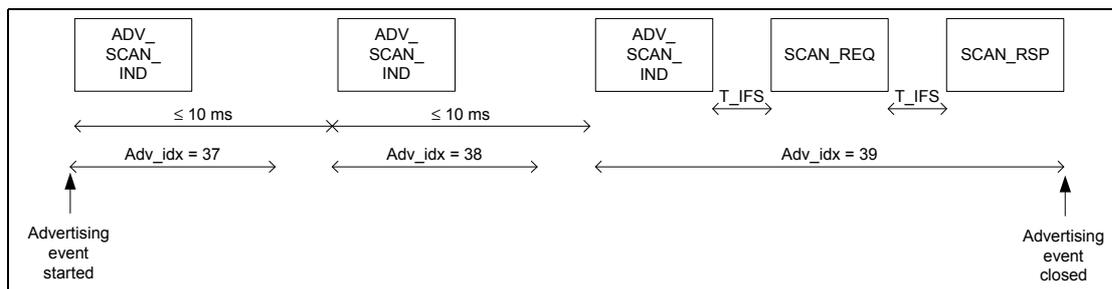 ADV_
SCAN_
IND
ADV_
SCAN_
IND
ADV_
SCAN_
IND
SCAN_REQ
SCAN_RSP
T_IFS
T_IFS
≤ 10 ms
≤ 10 ms
Adv_idx = 37
Adv_idx = 38
Adv_idx = 39
Advertising
event
started
Advertising
event
closed